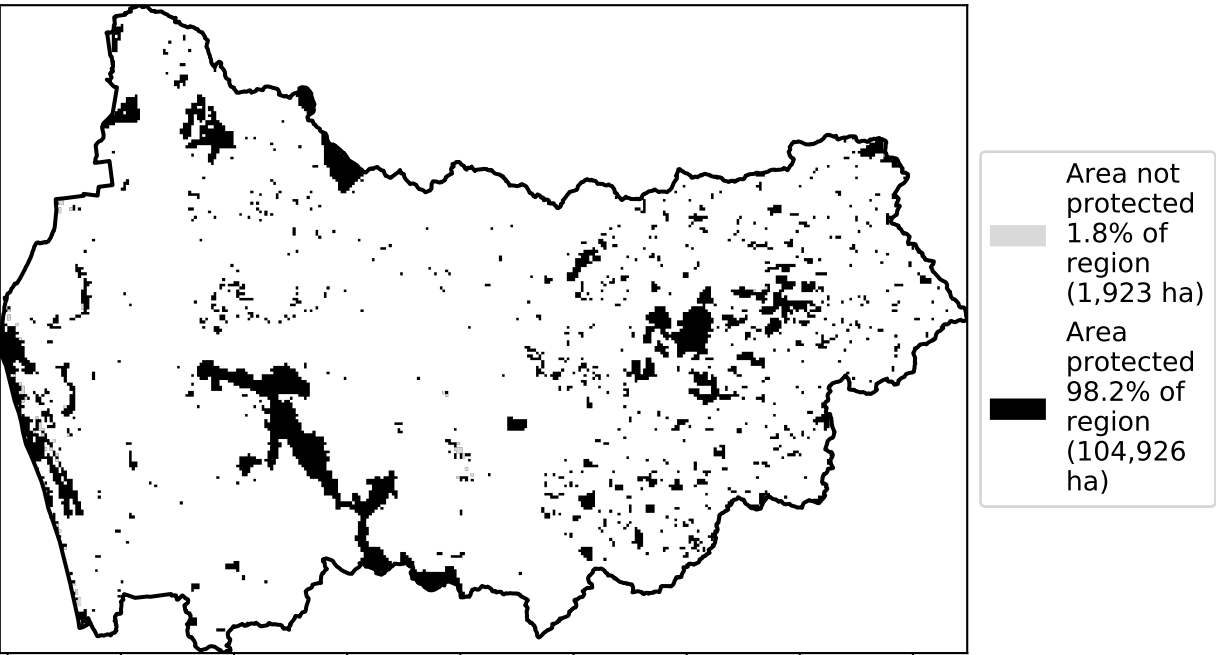 Area not
protected
1.8% of
region
(1,923 ha)
Area
protected
98.2% of
region
(104,926
ha)